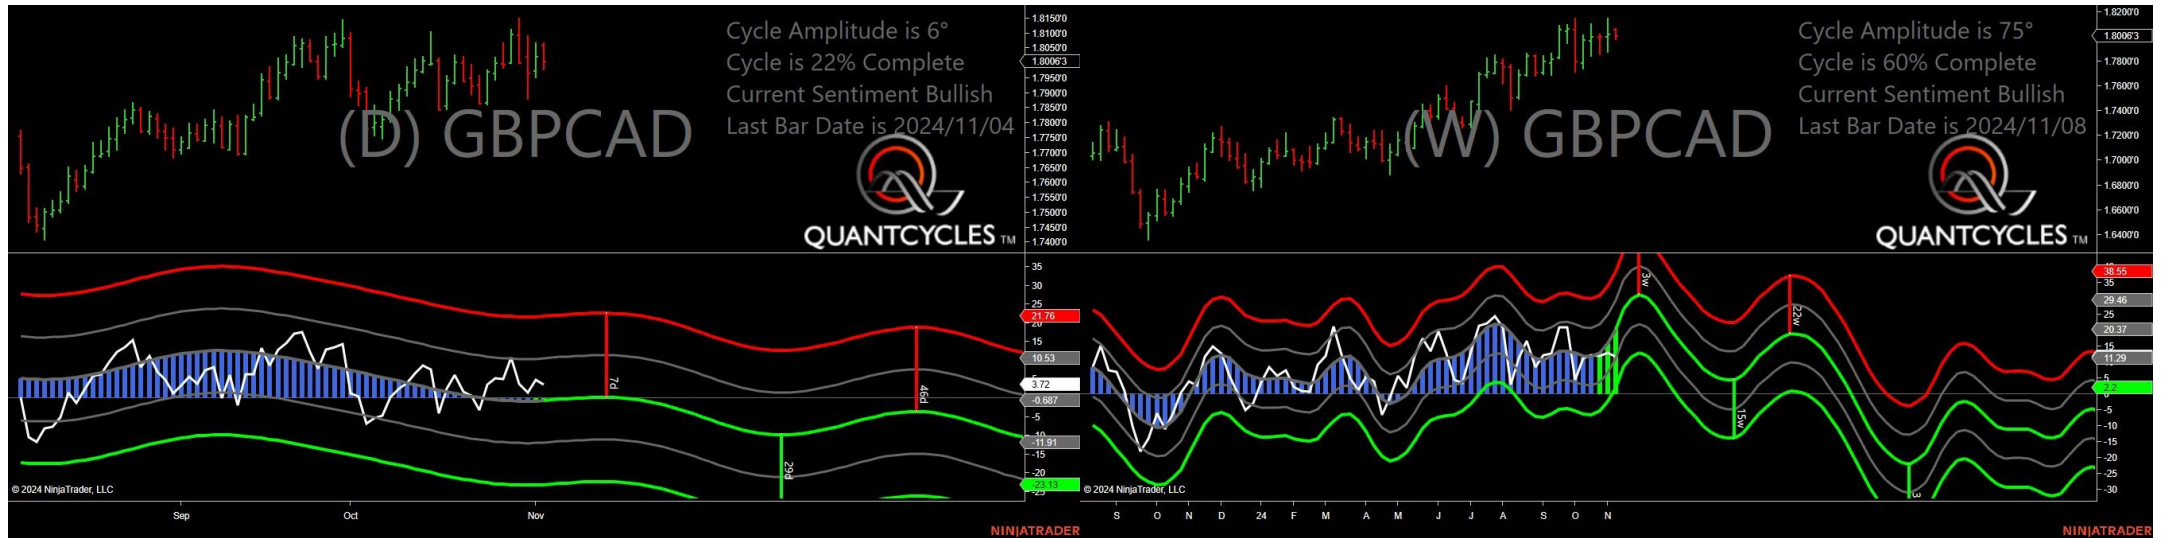 Cycle Amplitude is 6°
Cycle is 22% Complete
Current Sentiment Bullish
Last Bar Date is 2024/11/04
(D) GBPCAD
QUANTCYCLES TM
1.8150'0
1.8100'0
1.8050'0
1.8006'3
1.7950'0
1.7900'0
1.7850'0
1.7800'0
1.7750'0
1.7700'0
1.7650'0
1.7600'0
1.7550'0
1.7500'0
1.7450'0
1.7400'0
35
30
25
21.76
20
15
10.53
3.72
-0.687
-5
-10
-11.91
-15
-20
-23.13
-25
7d
29d
46d
© 2024 NinjaTrader, LLC
Sep Oct Nov
NINJATRADER
Cycle Amplitude is 75°
Cycle is 60% Complete
Current Sentiment Bullish
Last Bar Date is 2024/11/08
(W) GBPCAD
QUANTCYCLES TM
1.8200'0
1.8006'3
1.7800'0
1.7600'0
1.7400'0
1.7200'0
1.7000'0
1.6800'0
1.6600'0
1.6400'0
38.55
35
29.46
20.37
15
11.29
5
2.2
0
-5
-10
-15
-20
-25
-30
3w
15w
22w
3
© 2024 NinjaTrader, LLC
S O N D 24 F M A M J J A S O N
NINJATRADER